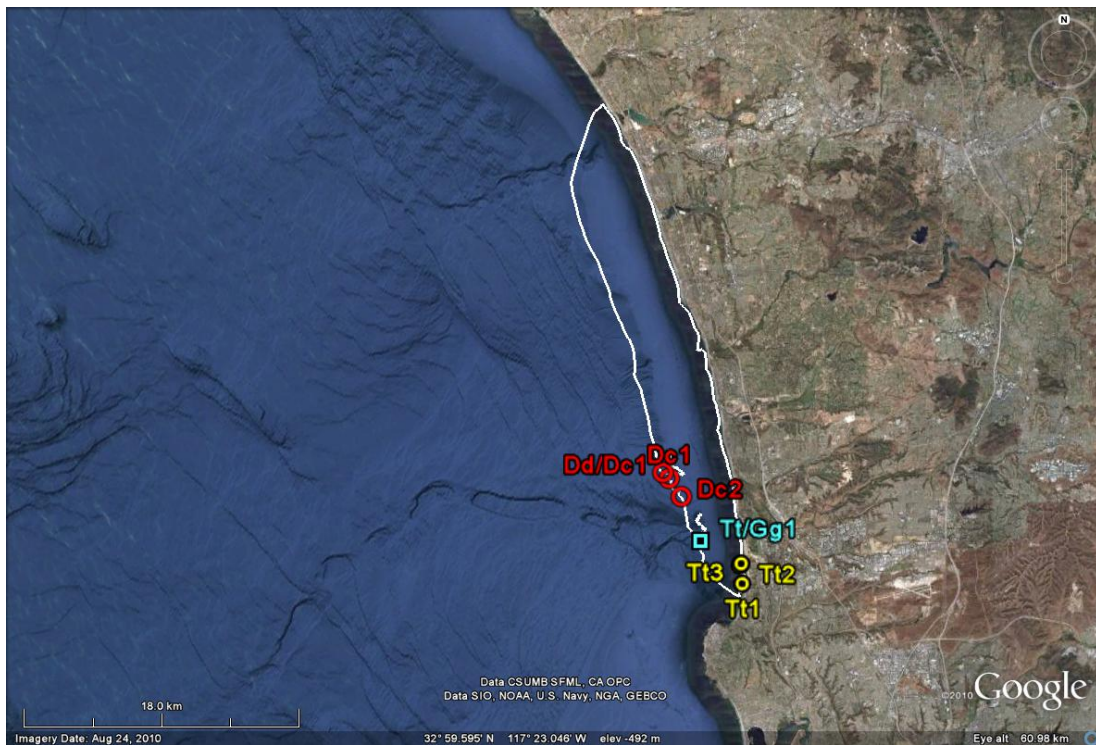 N
Dc1
Dd/Dc1
Dc2
Tt/Gg1
Tt3
Tt2
Tt1
Data CSUMB SFML, CA OPC
Data SIO, NOAA, U.S. Navy, NGA, GEBCO
©2010 Google
18.0 km
Imagery Date: Aug 24, 2010
32° 59.595' N 117° 23.046' W elev -492 m
Eye alt 60.98 km